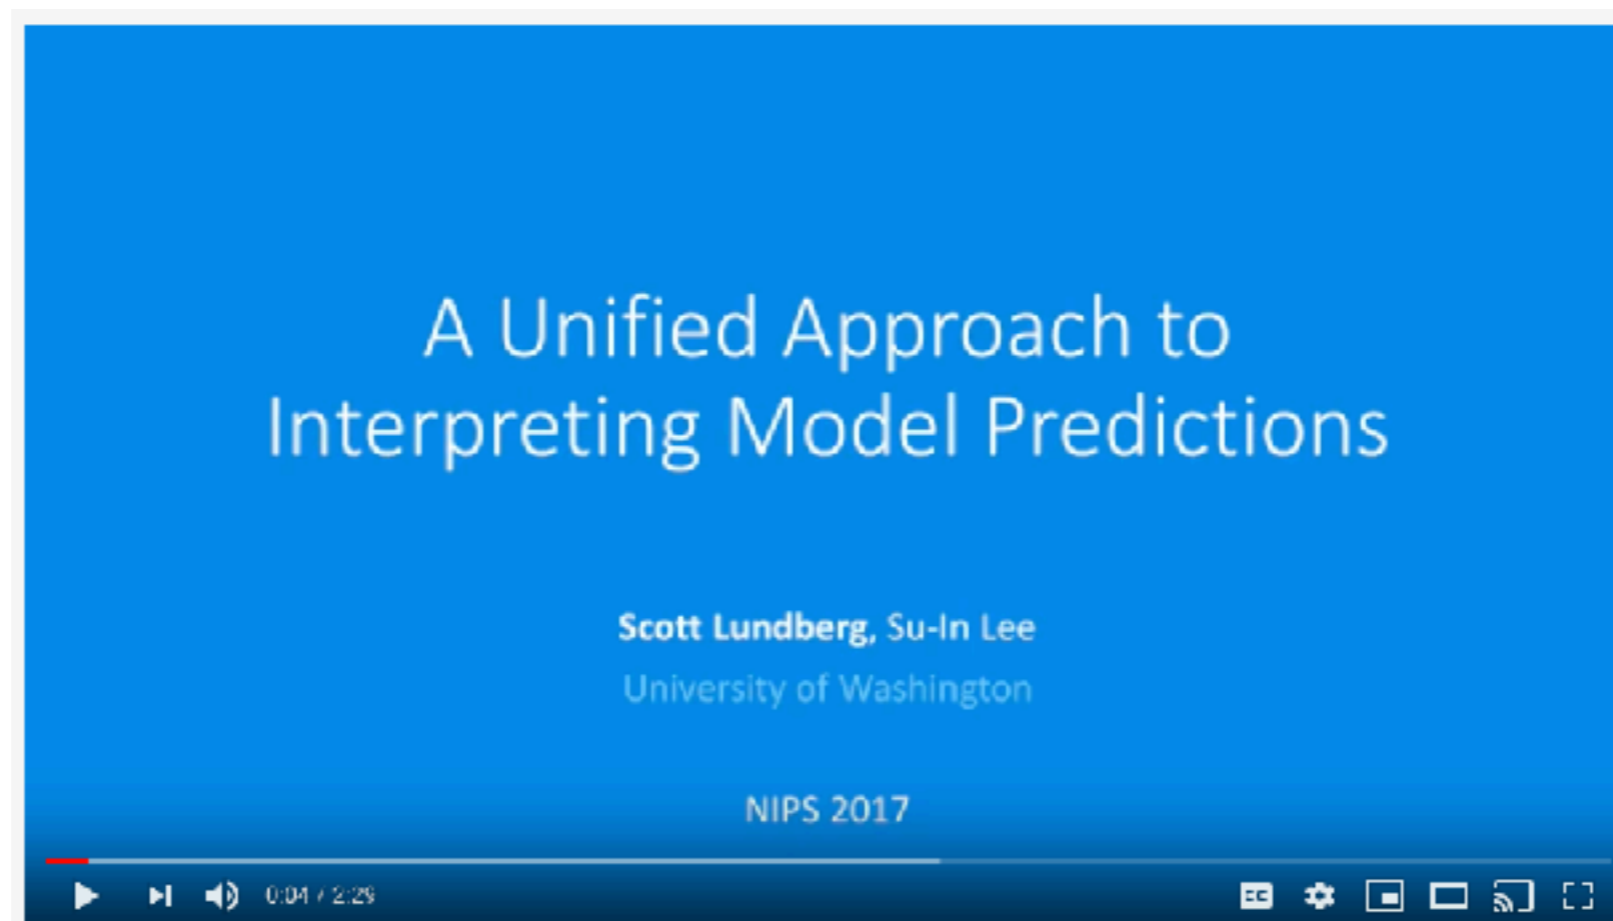 A Unified Approach to
Interpreting Model Predictions
Scott Lundberg, Su-In Lee
University of Washington
NIPS 2017
0:04 / 2:29
CC